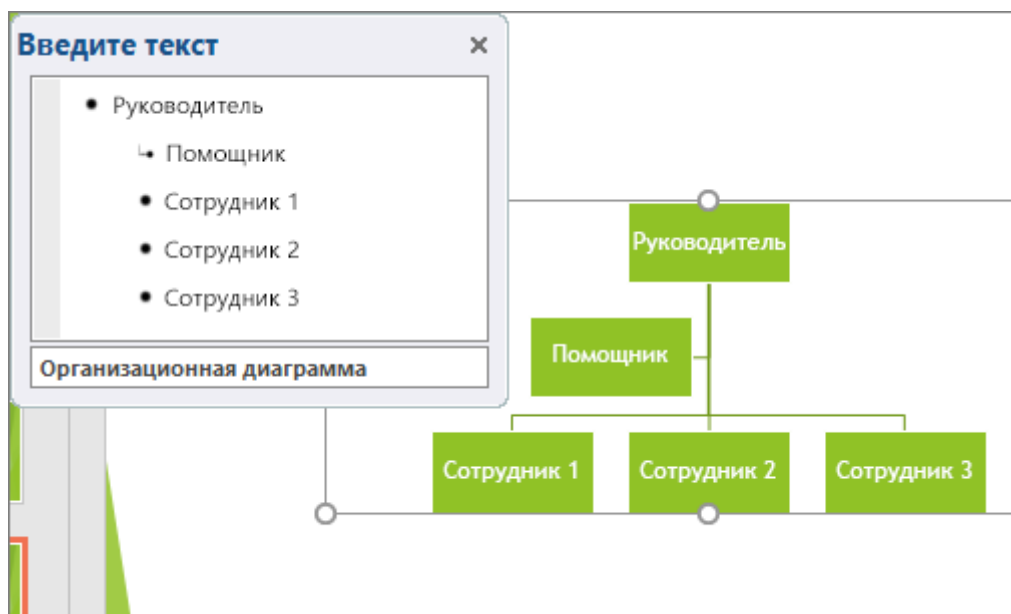 Введите текст
Руководитель
Помощник
Сотрудник 1
Сотрудник 2
Сотрудник 3
Организационная диаграмма
Руководитель
Помощник
Сотрудник 1 Сотрудник 2 Сотрудник 3